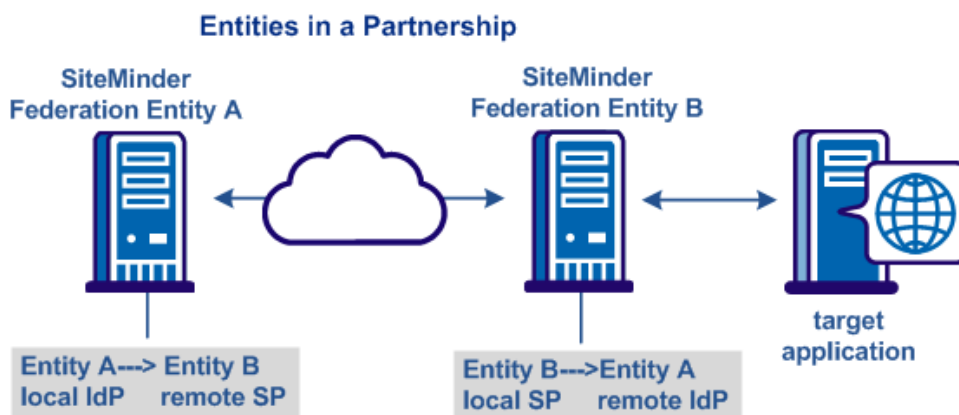 Entities in a Partnership
SiteMinder
Federation Entity A
SiteMinder
Federation Entity B
target
application
Entity A---> Entity B
local IdP remote SP
Entity B--->Entity A
local SP remote IdP